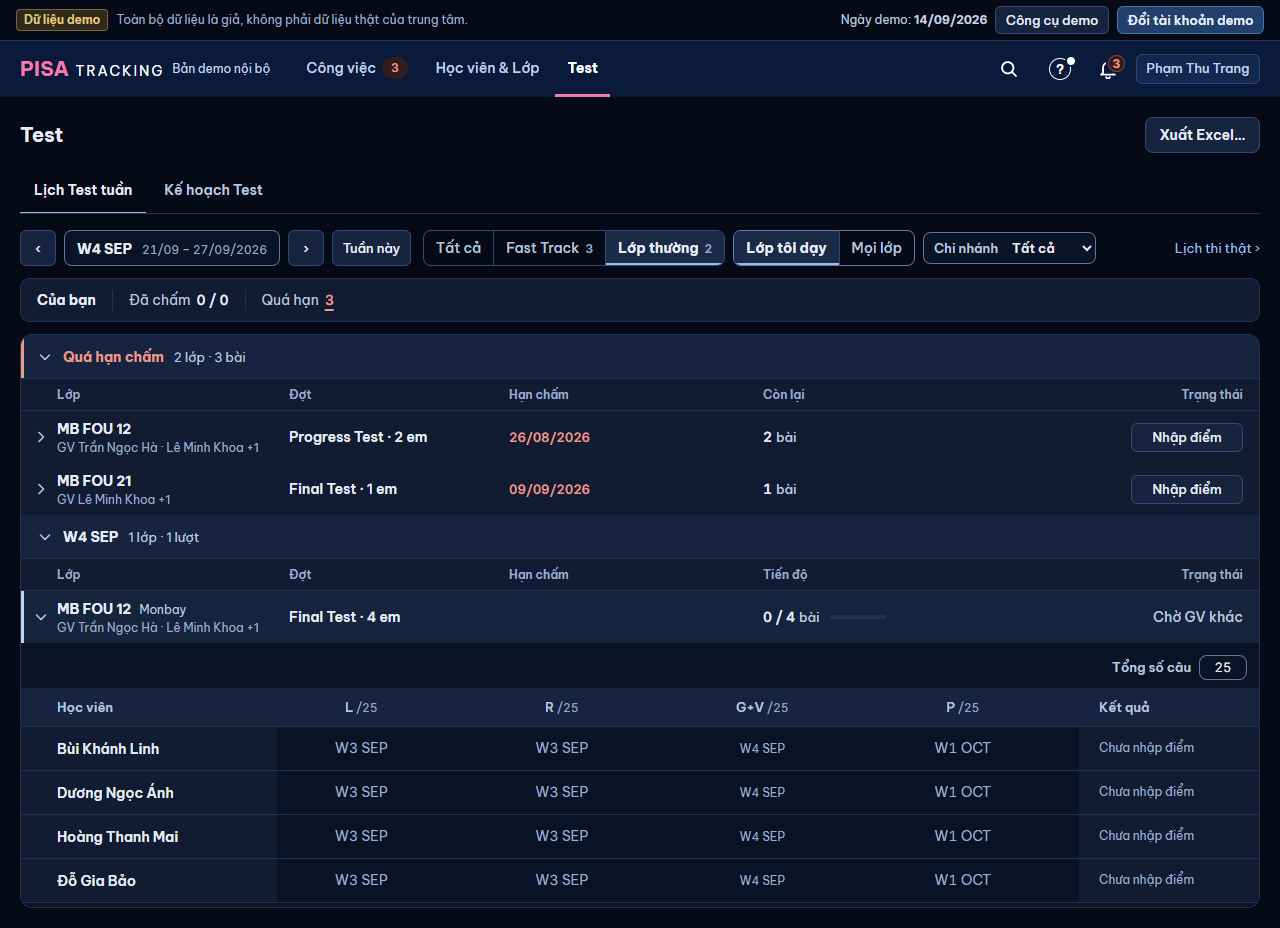 Dữ liệu demo Toàn bộ dữ liệu là giả, không phải dữ liệu thật của trung tâm. Ngày demo: 14/09/2026 Công cụ demo Đổi tài khoản demo
PISA TRACKING Bản demo nội bộ Công việc 3 Học viên & Lớp Test ? 3 Phạm Thu Trang
Test Xuất Excel...
Lịch Test tuần Kế hoạch Test
‹ W4 SEP 21/09 – 27/09/2026 › Tuần này Tất cả Fast Track 3 Lớp thường 2 Lớp tôi dạy Mọi lớp Chi nhánh Tất cả Lịch thi thật ›
Của bạn Đã chấm 0 / 0 Quá hạn 3
Quá hạn chấm 2 lớp · 3 bài
Lớp Đợt Hạn chấm Còn lại Trạng thái
MB FOU 12
GV Trần Ngọc Hà · Lê Minh Khoa +1
Progress Test · 2 em 26/08/2026 2 bài Nhập điểm
MB FOU 21
GV Lê Minh Khoa +1
Final Test · 1 em 09/09/2026 1 bài Nhập điểm
W4 SEP 1 lớp · 1 lượt
Lớp Đợt Hạn chấm Tiến độ Trạng thái
MB FOU 12 Monbay
GV Trần Ngọc Hà · Lê Minh Khoa +1
Final Test · 4 em 0 / 4 bài Chờ GV khác
Tổng số câu 25
Học viên L /25 R /25 G+V /25 P /25 Kết quả
Bùi Khánh Linh W3 SEP W3 SEP W4 SEP W1 OCT Chưa nhập điểm
Dương Ngọc Ánh W3 SEP W3 SEP W4 SEP W1 OCT Chưa nhập điểm
Hoàng Thanh Mai W3 SEP W3 SEP W4 SEP W1 OCT Chưa nhập điểm
Đỗ Gia Bảo W3 SEP W3 SEP W4 SEP W1 OCT Chưa nhập điểm